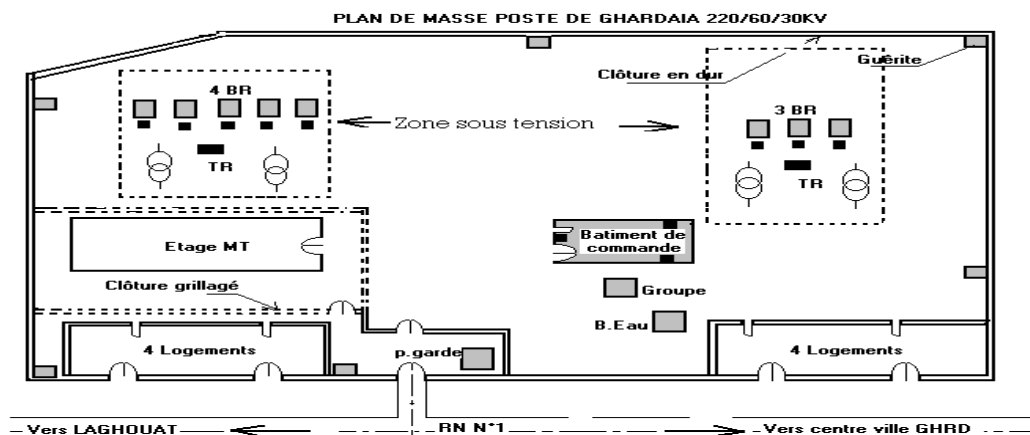 PLAN DE MASSE POSTE DE GHARDAIA 220/60/30KV
Guèrite
Clôture en dur
4 BR
3 BR
Zone sous tension
TR
TR
Etage MT
Batiment de
commande
Clôture grillagé
Groupe
B.Eau
4 Logements
p.garde
4 Logements
Vers LAGHOUAT
RN N°1
Vers centre ville GHRD